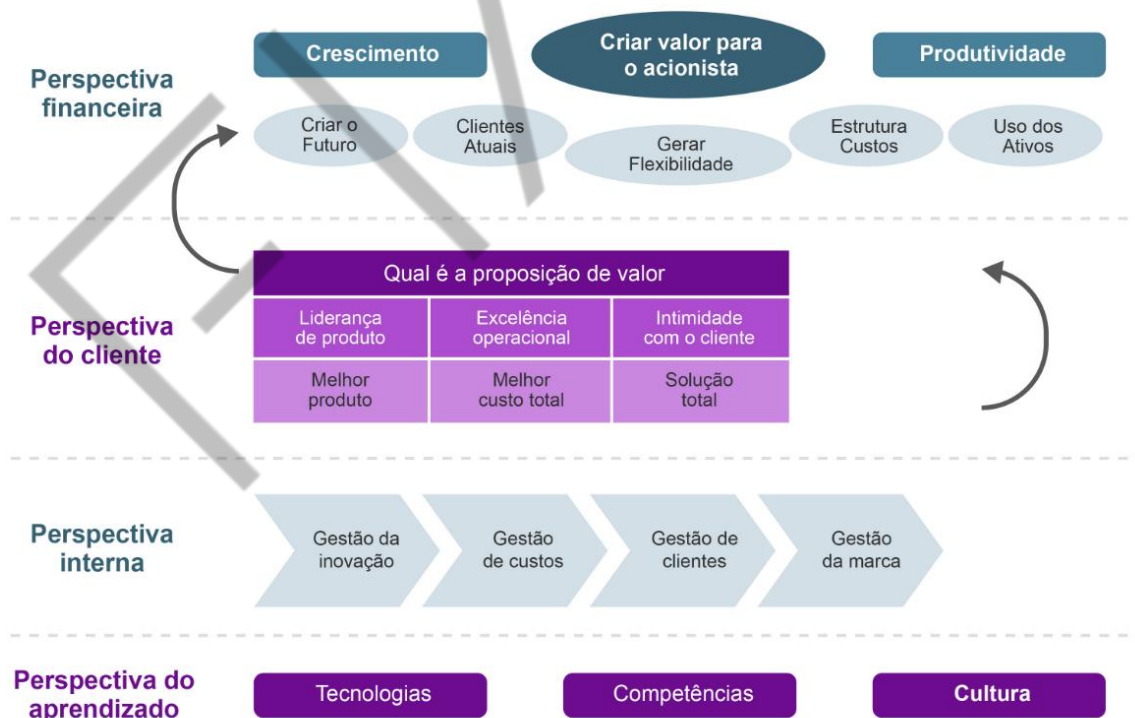 Perspectiva
financeira
Crescimento
Criar valor para
o acionista
Produtividade
Criar o
Futuro
Clientes
Atuais
Gerar
Flexibilidade
Estrutura
Custos
Uso dos
Ativos
Perspectiva
do cliente
Qual é a proposição de valor
Liderança
de produto
Excelência
operacional
Intimidade
com o cliente
Melhor
produto
Melhor
custo total
Solução
total
Perspectiva
interna
Gestão da
inovação
Gestão
de custos
Gestão de
clientes
Gestão
da marca
Perspectiva do
aprendizado
Tecnologias
Competências
Cultura